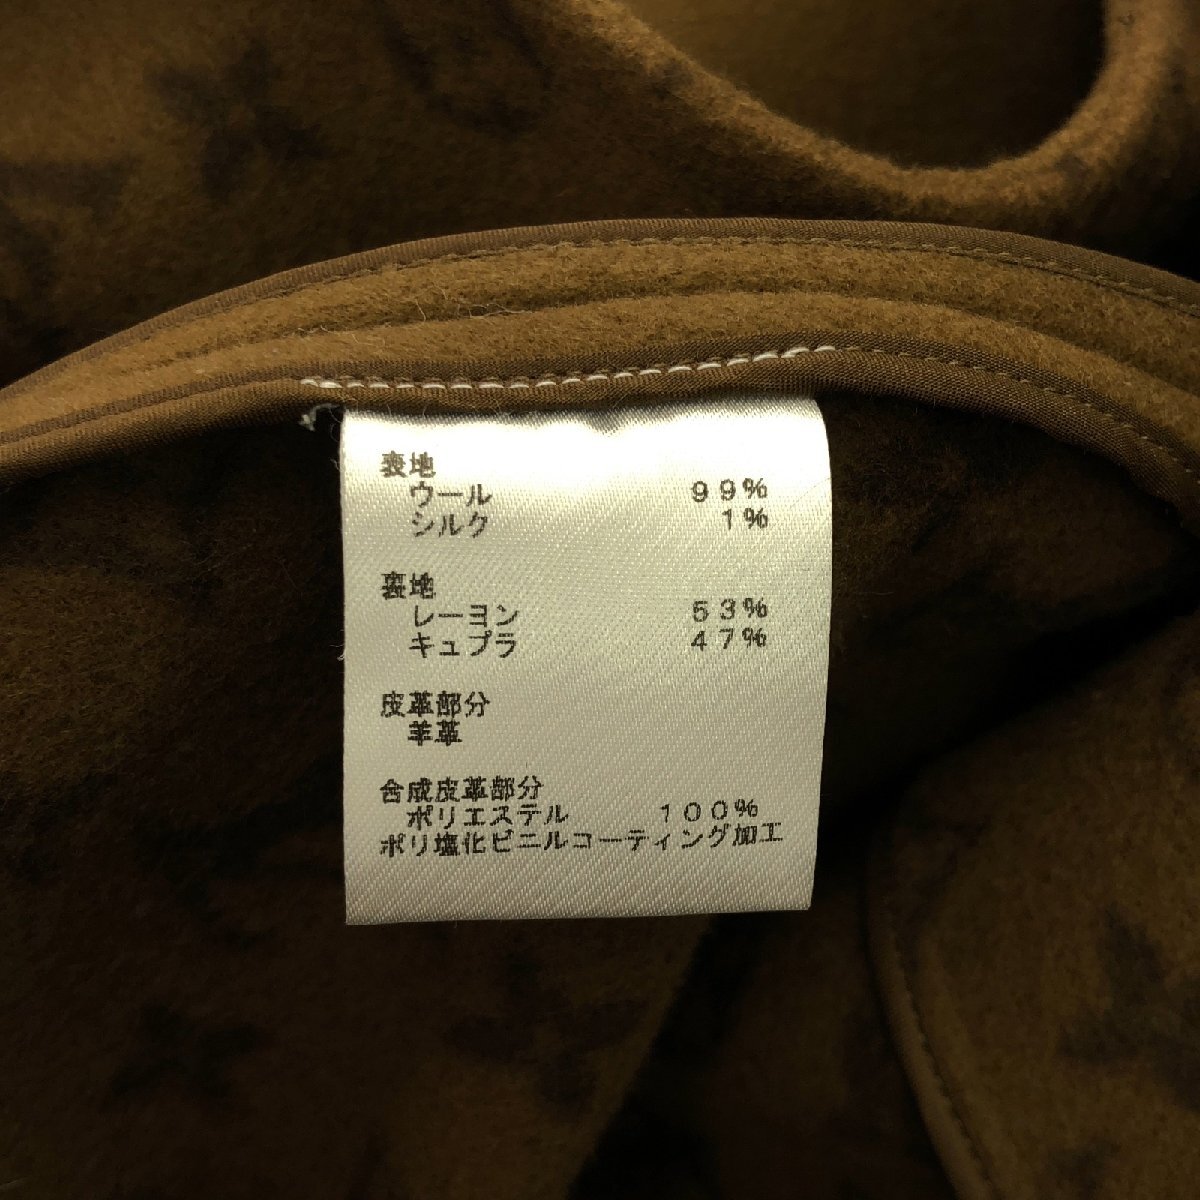 表地
ウール 99%
シルク 1%
裏地
レーヨン 53%
キュプラ 47%
皮革部分
羊革
合成皮革部分
ポリエステル 100%
ポリ塩化ビニルコーティング加工